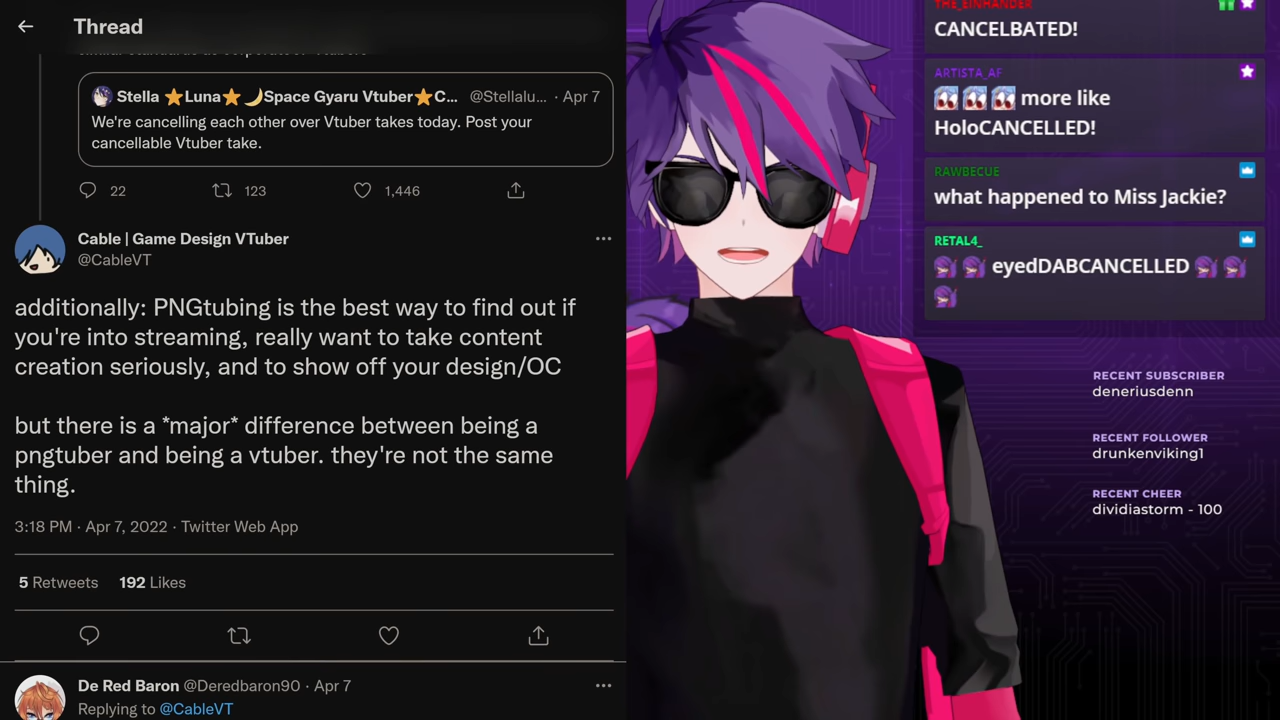 Thread
Stella ⭐Luna⭐ 🌙Space Gyaru Vtuber⭐C... @Stellalu... · Apr 7
We're cancelling each other over Vtuber takes today. Post your
cancellable Vtuber take.
22 123 1,446
Cable | Game Design VTuber
@CableVT
additionally: PNGtubing is the best way to find out if
you're into streaming, really want to take content
creation seriously, and to show off your design/OC
but there is a *major* difference between being a
pngtuber and being a vtuber. they're not the same
thing.
3:18 PM · Apr 7, 2022 · Twitter Web App
5 Retweets 192 Likes
De Red Baron @Deredbaron90 · Apr 7
Replying to @CableVT
THE_EINHANDER
CANCELBATED!
ARTISTA_AF
more like
HoloCANCELLED!
RAWBECUE
what happened to Miss Jackie?
RETAL4_
eyedDABCANCELLED
RECENT SUBSCRIBER
deneriusdenn
RECENT FOLLOWER
drunkenviking1
RECENT CHEER
dividiastorm - 100